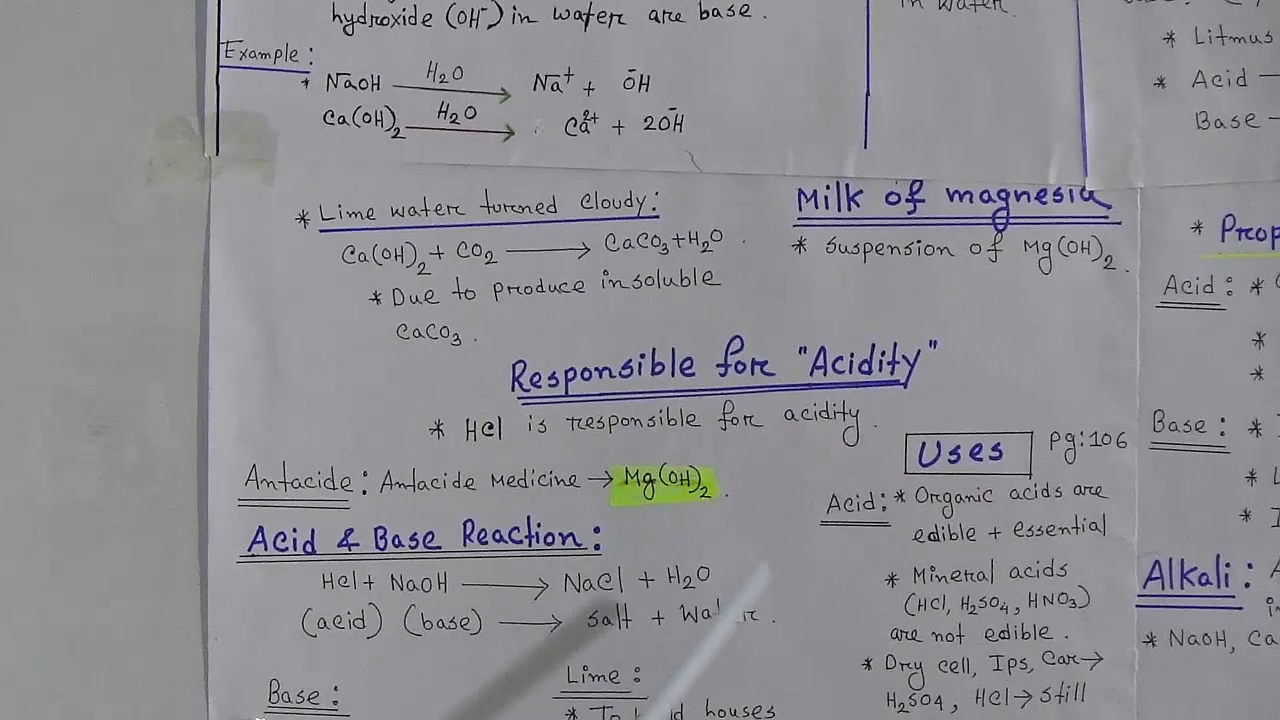 hydroxide (OH⁻) in water are base.
Example:
* NaOH —H₂O→ Na⁺ + ŌH
Ca(OH)₂ —H₂O→ Ca²⁺ + 2ŌH
in water.
* Litmus
* Acid —
Base -
* Lime water turned cloudy:
Ca(OH)₂ + CO₂ ⟶ CaCO₃+H₂O.
* Due to produce insoluble
CaCO₃.
Milk of magnesia
* suspension of Mg(OH)₂.
Responsible for "Acidity"
* HCl is responsible for acidity.
Antacide: Antacide Medicine → Mg(OH)₂.
Acid & Base Reaction:
HCl + NaOH ⟶ NaCl + H₂O
(acid) (base) ⟶ salt + Water.
Base:
Lime:
houses
Uses pg:106
Acid: * Organic acids are
edible + essential
* Mineral acids
(HCl, H₂SO₄, HNO₃)
are not edible.
* Dry cell, Ips, Car→
H₂SO₄, HCl→ still
* Prop
Acid: *
*
*
Base: *
*
*
Alkali:
* NaOH, Ca